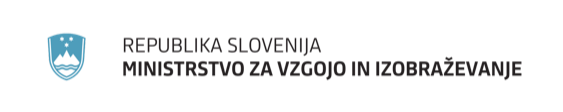 REPUBLIKA SLOVENIJA
MINISTRSTVO ZA VZGOJO IN IZOBRAŽEVANJE